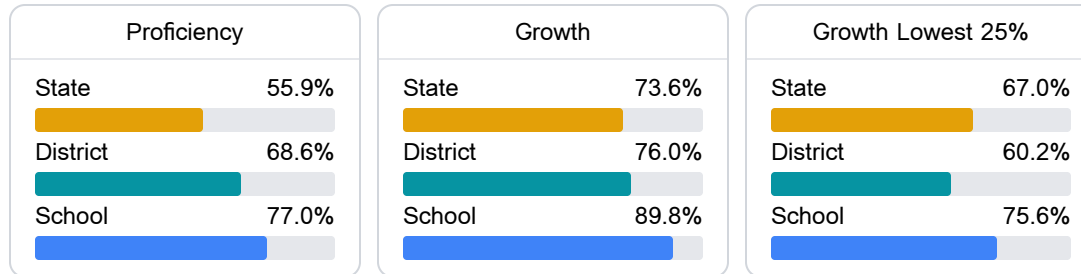 Proficiency
State 55.9%
District 68.6%
School 77.0%
Growth
State 73.6%
District 76.0%
School 89.8%
Growth Lowest 25%
State 67.0%
District 60.2%
School 75.6%